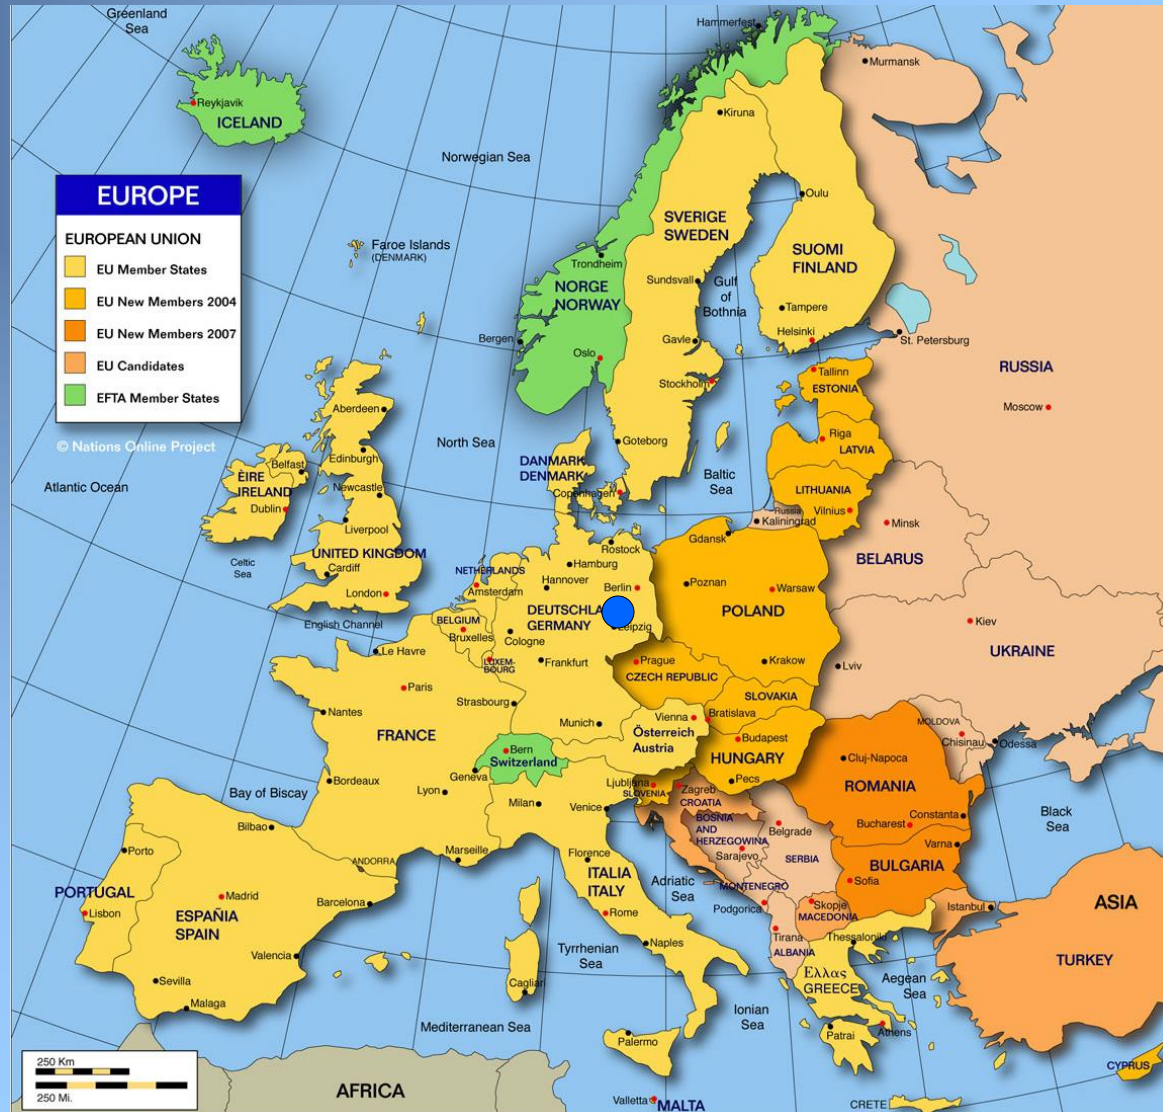 Greenland
Sea
Hammerfest
Murmansk
Reykjavik
ICELAND
Kiruna
Norwegian Sea
EUROPE
EUROPEAN UNION
EU Member States
EU New Members 2004
EU New Members 2007
EU Candidates
EFTA Member States
© Nations Online Project
Oulu
SVERIGE
SWEDEN
SUOMI
FINLAND
Faroe Islands
(DENMARK)
Trondheim
NORGE
NORWAY
Sundsvall
Gulf
of
Bothnia
Tampere
Helsinki
Bergen
Oslo
Gavle
St. Petersburg
Stockholm
Tallinn
ESTONIA
RUSSIA
Moscow
Aberdeen
North Sea
Goteborg
Riga
LATVIA
Edinburgh
Belfast
ÈIRE
IRELAND
Dublin
Newcastle
DANMARK
DENMARK
Copenhagen
Baltic
Sea
LITHUANIA
Vilnius
Russia
Kaliningrad
Minsk
BELARUS
Atlantic Ocean
Liverpool
UNITED KINGDOM
Cardiff
London
Celtic
Sea
English Channel
Rostock
Hamburg
Gdansk
NETHERLANDS
Amsterdam
Hannover
Berlin
Poznan
Warsaw
POLAND
DEUTSCHLA
GERMANY
Leipzig
BELGIUM
Bruxelles
Cologne
Kiev
UKRAINE
Le Havre
LUXEM-
BOURG
Frankfurt
Prague
CZECH REPUBLIC
Krakow
Lviv
Paris
Strasbourg
SLOVAKIA
Nantes
FRANCE
Munich
Vienna
Bratislava
Österreich
Austria
Budapest
HUNGARY
MOLDOVA
Chisinau
Odessa
Bern
Switzerland
Geneva
Cluj-Napoca
Bordeaux
Lyon
Milan
Venice
Ljubljana
SLOVENIA
Zagreb
CROATIA
Pecs
ROMANIA
Bay of Biscay
Bilbao
BOSNIA
AND
HERZEGOWINA
Sarajevo
Belgrade
SERBIA
Bucharest
Constanta
Black
Sea
Varna
BULGARIA
Sofia
Porto
Marseille
ANDORRA
Florence
ITALIA
ITALY
Adriatic
Sea
MONTENEGRO
Podgorica
Skopje
MACEDONIA
Istanbul
ASIA
PORTUGAL
Lisbon
Madrid
ESPAÑIA
SPAIN
Barcelona
Rome
Tirana
ALBANIA
Thessaloniki
Valencia
Naples
Tyrrhenian
Sea
Ελλας
GREECE
Aegean
Sea
TURKEY
Sevilla
Malaga
Cagliari
Ionian
Sea
Mediterranean Sea
Palermo
Patrai
Athens
250 Km
250 Mi.
AFRICA
Valletta
MALTA
CRETE
CYPRUS